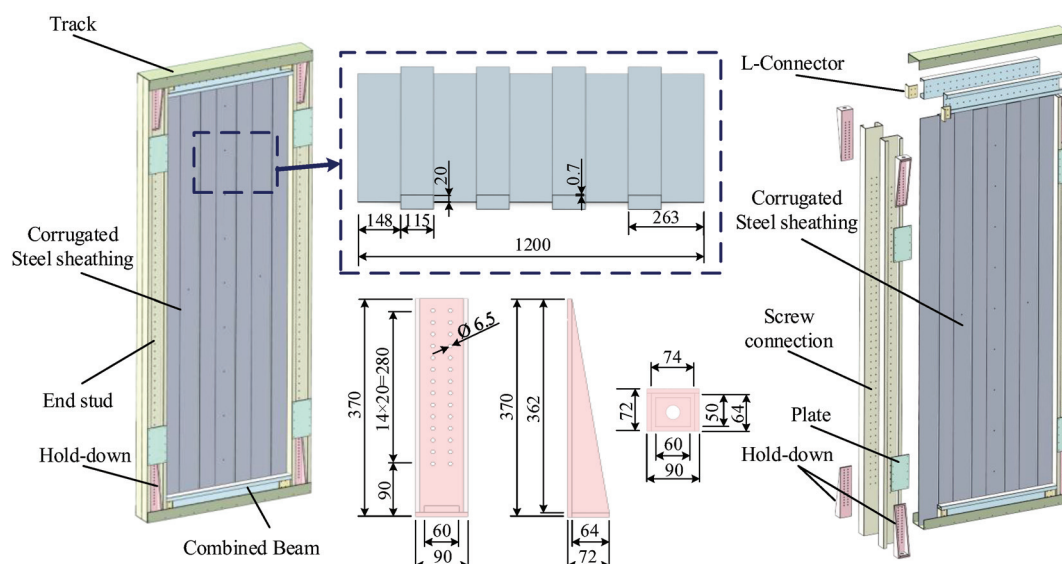 Track
Corrugated
Steel sheathing
End stud
Hold-down
Combined Beam
20
0.7
148
115
263
1200
370
14×20=280
90
Ø 6.5
60
90
370
362
64
72
74
72
50
64
60
90
L-Connector
Corrugated
Steel sheathing
Screw
connection
Plate
Hold-down